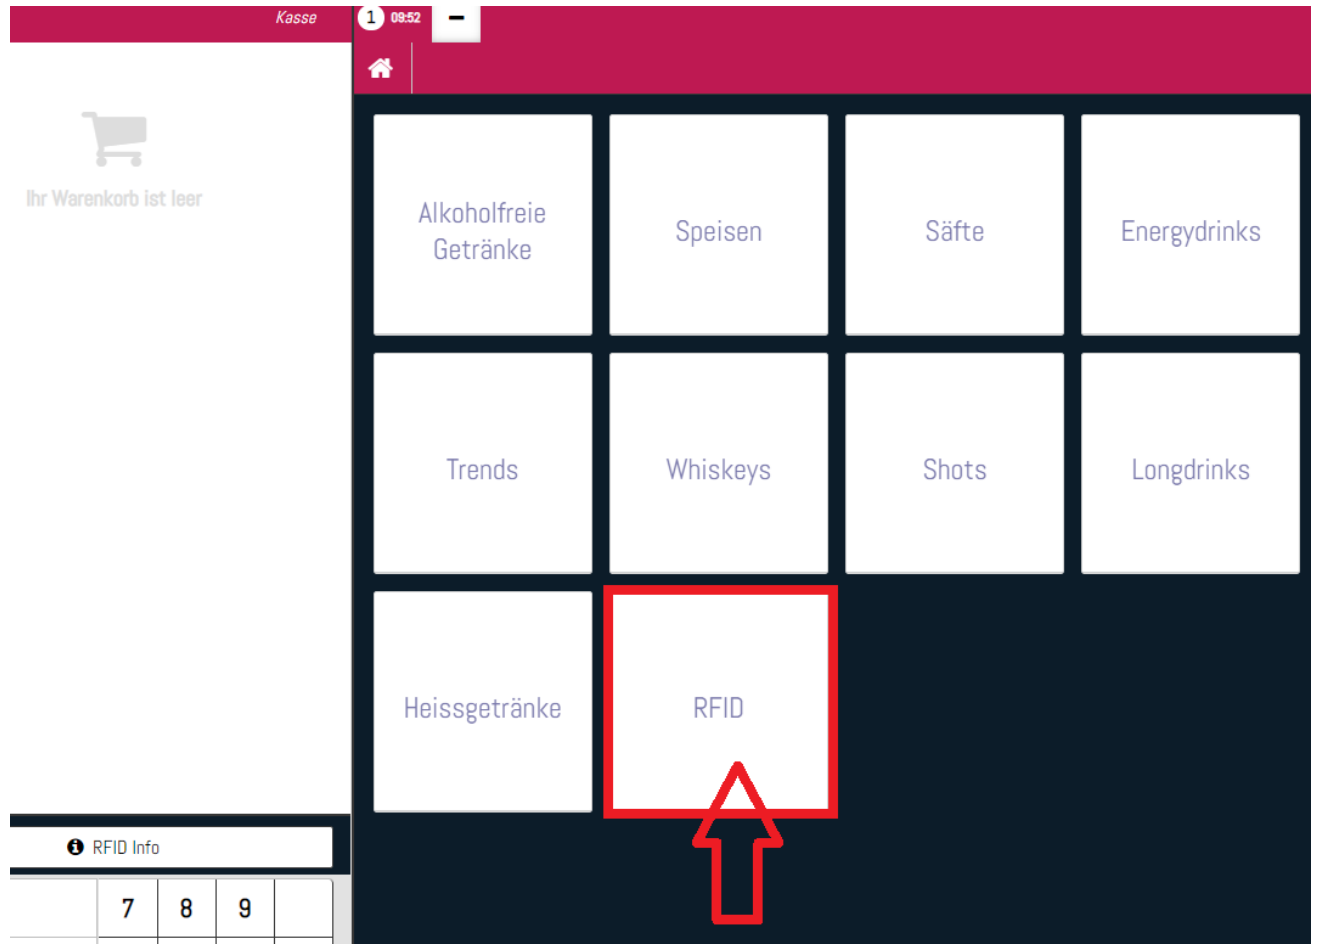 Kasse
1 09:52
Ihr Warenkorb ist leer
Alkoholfreie
Getränke
Speisen
Säfte
Energydrinks
Trends
Whiskeys
Shots
Longdrinks
Heissgetränke
RFID
RFID Info
7 8 9